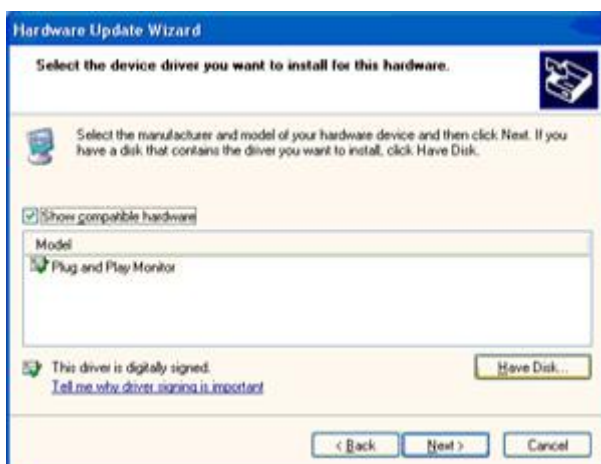 Hardware Update Wizard
Select the device driver you want to install for this hardware.
Select the manufacturer and model of your hardware device and then click Next. If you
have a disk that contains the driver you want to install, click Have Disk.
Show compatible hardware
Model
Plug and Play Monitor
This driver is digitally signed.
Have Disk...
Tell me why driver signing is important
< Back
Next >
Cancel